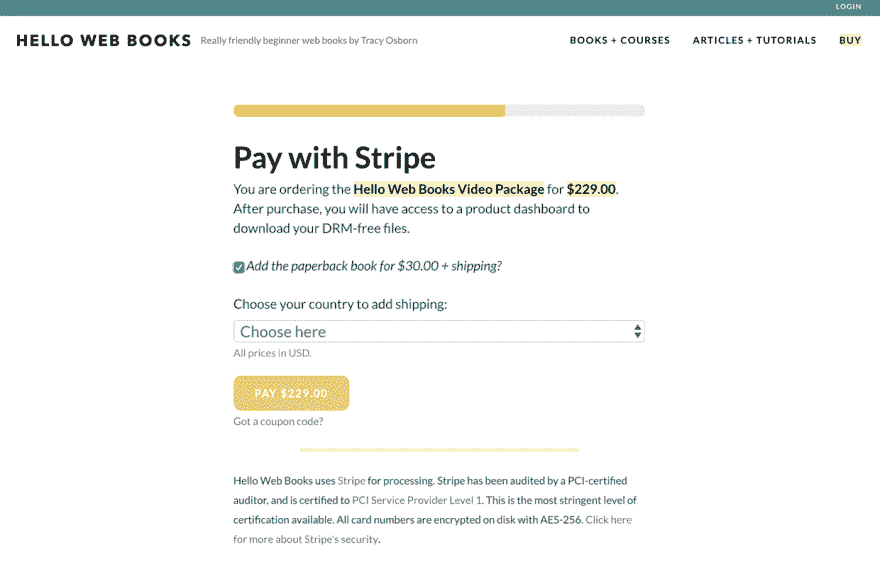 LOGIN
HELLO WEB BOOKS Really friendly beginner web books by Tracy Osborn BOOKS + COURSES ARTICLES + TUTORIALS BUY
Pay with Stripe
You are ordering the Hello Web Books Video Package for $229.00.
After purchase, you will have access to a product dashboard to
download your DRM-free files.
Add the paperback book for $30.00 + shipping?
Choose your country to add shipping:
Choose here
All prices in USD.
PAY $229.00
Got a coupon code?
Hello Web Books uses Stripe for processing. Stripe has been audited by a PCI-certified
auditor, and is certified to PCI Service Provider Level 1. This is the most stringent level of
certification available. All card numbers are encrypted on disk with AES-256. Click here
for more about Stripe's security.